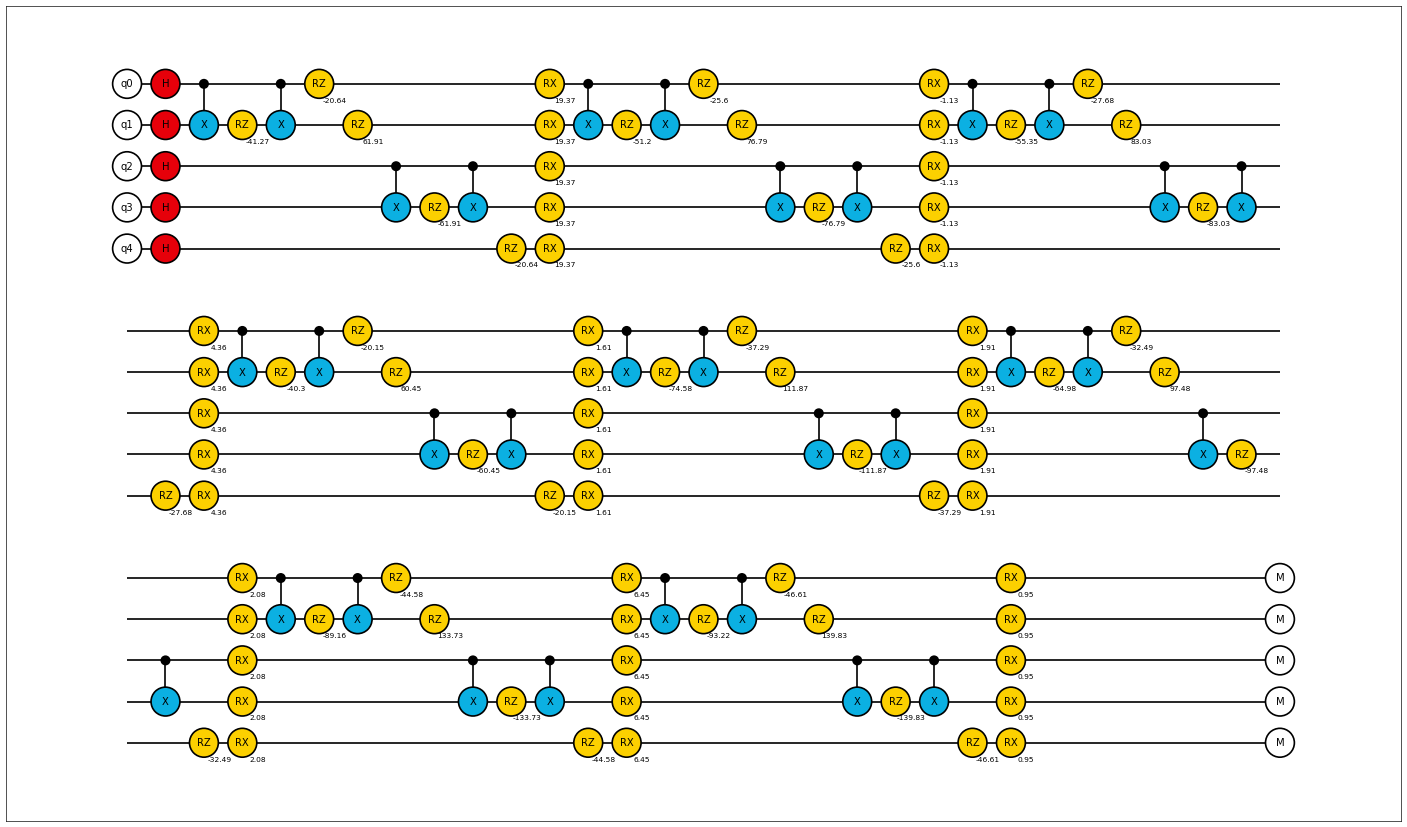 q0 H RZ RX RZ RX RZ
-20.64 19.37 -25.6 -1.13 -27.68
q1 H X RZ X RZ RX X RZ X RZ RX X RZ X RZ
-41.27 61.91 19.37 -51.2 76.79 -1.13 -55.35 83.03
q2 H RX RX
19.37 -1.13
q3 H X RZ X RX X RZ X RX X RZ X
-61.91 19.37 -76.79 -1.13 -83.03
q4 H RZ RX RZ RX
-20.64 19.37 -25.6 -1.13
RX RZ RX RZ RX RZ
4.36 -20.15 1.61 -37.29 1.91 -32.49
RX X RZ X RZ RX X RZ X RZ RX X RZ X RZ
4.36 -40.3 60.45 1.61 -74.58 111.87 1.91 -64.98 97.48
RX RX RX
4.36 1.61 1.91
RX X RZ X RX X RZ X RX X RZ
4.36 -60.45 1.61 -111.87 1.91 -97.48
RZ RX RZ RX RZ RX
-27.68 4.36 -20.15 1.61 -37.29 1.91
RX RZ RX RZ RX M
2.08 -44.58 6.45 -46.61 0.95
RX X RZ X RZ RX X RZ X RZ RX M
2.08 -89.16 133.73 6.45 -93.22 139.83 0.95
RX RX RX M
2.08 6.45 0.95
X RX X RZ X RX X RZ X RX M
2.08 -133.73 6.45 -139.83 0.95
RZ RX RZ RX RZ RX M
-32.49 2.08 -44.58 6.45 -46.61 0.95